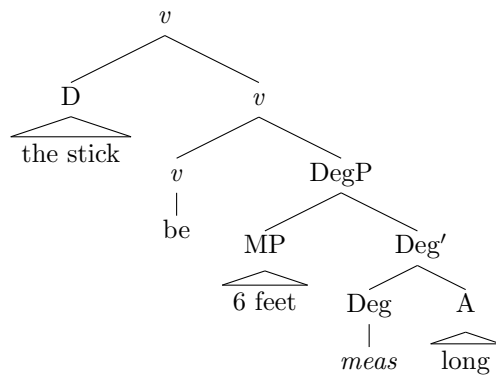 v
D v
the stick
v DegP
be
MP Deg′
6 feet
Deg A
meas long